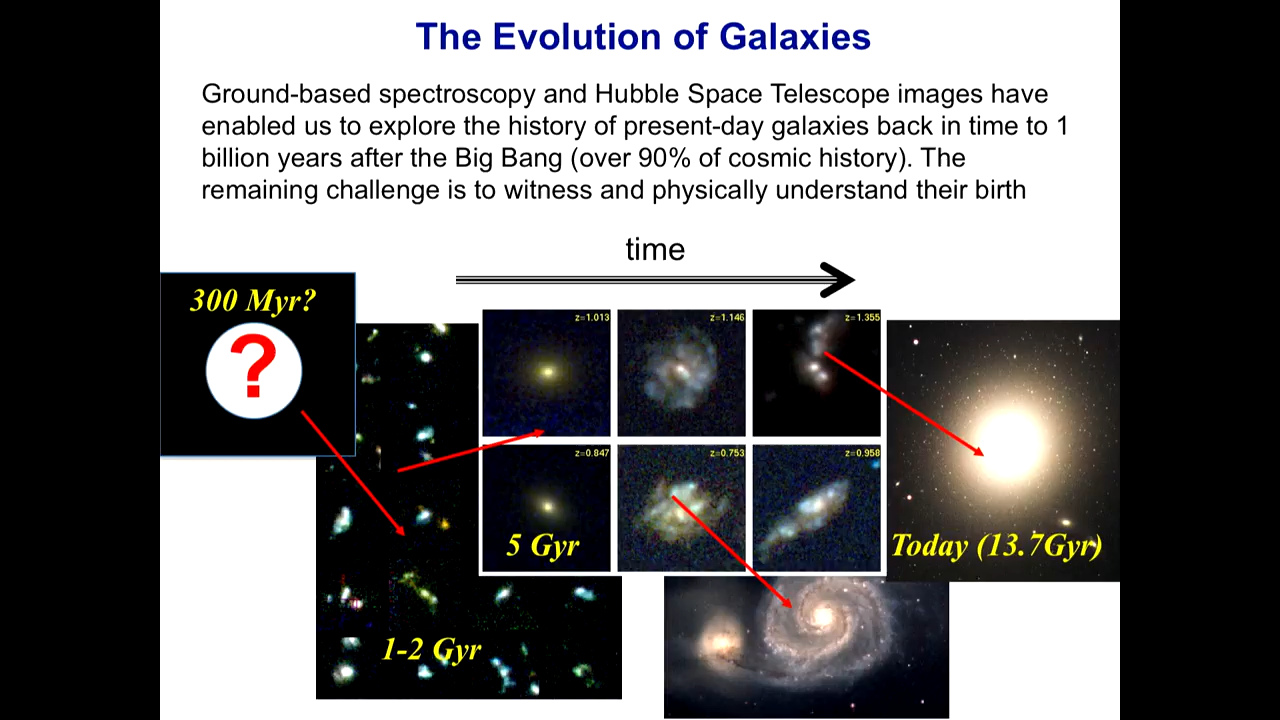 The Evolution of Galaxies
Ground-based spectroscopy and Hubble Space Telescope images have
enabled us to explore the history of present-day galaxies back in time to 1
billion years after the Big Bang (over 90% of cosmic history). The
remaining challenge is to witness and physically understand their birth
time
300 Myr?
?
z=1.013
z=1.146
z=1.355
z=0.847
z=0.753
z=0.958
5 Gyr
Today (13.7Gyr)
1-2 Gyr